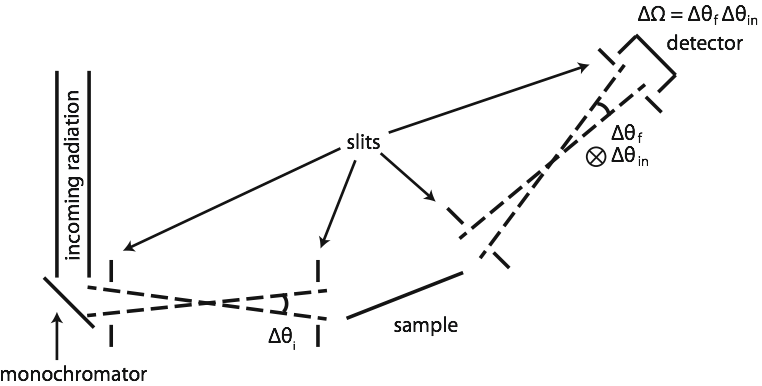 ΔΩ = Δθf Δθin
detector
incoming radiation
slits
Δθf
⊗ Δθin
Δθi
sample
monochromator